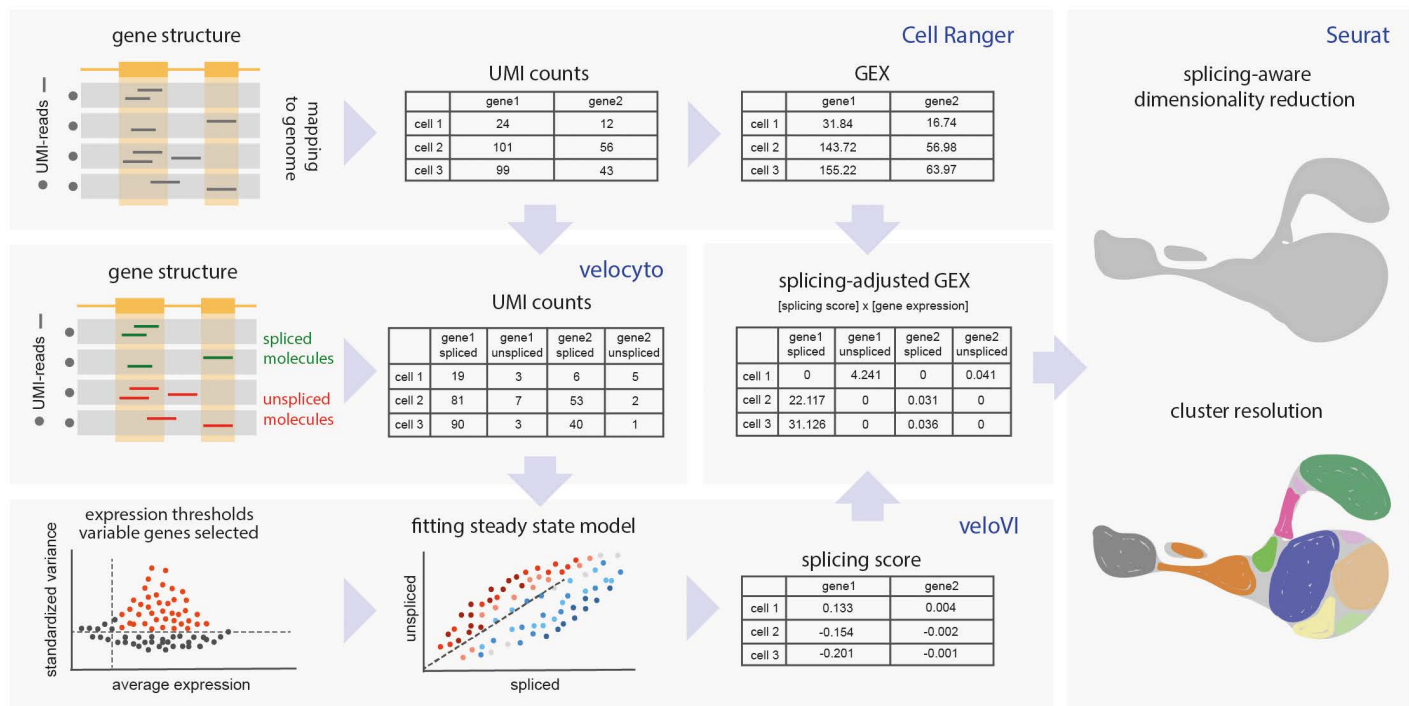 Cell Ranger
gene structure
UMI-reads
mapping
to genome
UMI counts
gene1 gene2
cell 1 24 12
cell 2 101 56
cell 3 99 43
GEX
gene1 gene2
cell 1 31.84 16.74
cell 2 143.72 56.98
cell 3 155.22 63.97
velocyto
gene structure
UMI-reads
spliced
molecules
unspliced
molecules
UMI counts
gene1 gene1 gene2 gene2
spliced unspliced spliced unspliced
cell 1 19 3 6 5
cell 2 81 7 53 2
cell 3 90 3 40 1
splicing-adjusted GEX
[splicing score] x [gene expression]
gene1 gene1 gene2 gene2
spliced unspliced spliced unspliced
cell 1 0 4.241 0 0.041
cell 2 22.117 0 0.031 0
cell 3 31.126 0 0.036 0
veloVI
expression thresholds
variable genes selected
standardized variance
average expression
fitting steady state model
unspliced
spliced
splicing score
gene1 gene2
cell 1 0.133 0.004
cell 2 -0.154 -0.002
cell 3 -0.201 -0.001
Seurat
splicing-aware
dimensionality reduction
cluster resolution